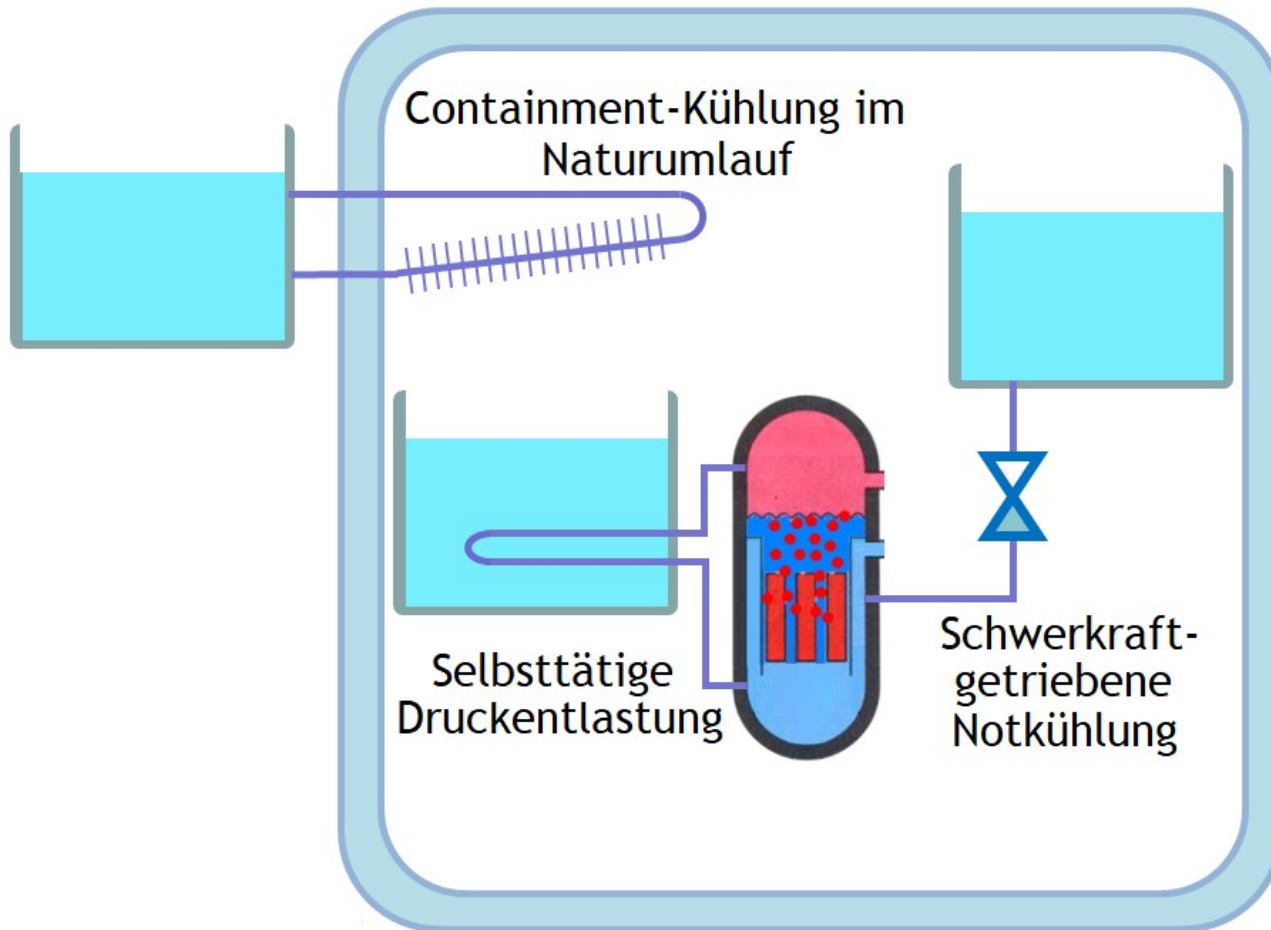 Containment-Kühlung im
Naturumlauf
Selbsttätige
Druckentlastung
Schwerkraft-
getriebene
Notkühlung